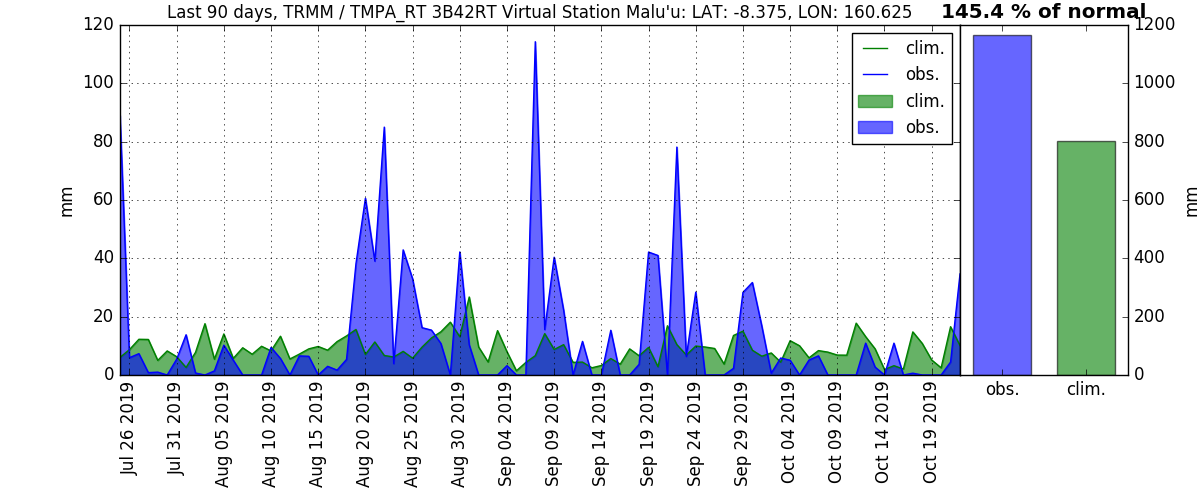 Last 90 days, TRMM / TMPA_RT 3B42RT Virtual Station Malu'u: LAT: -8.375, LON: 160.625
145.4 % of normal
120
100
80
60
40
20
0
mm
clim.
obs.
clim.
obs.
1200
1000
800
600
400
200
0
mm
Jul 26 2019
Jul 31 2019
Aug 05 2019
Aug 10 2019
Aug 15 2019
Aug 20 2019
Aug 25 2019
Aug 30 2019
Sep 04 2019
Sep 09 2019
Sep 14 2019
Sep 19 2019
Sep 24 2019
Sep 29 2019
Oct 04 2019
Oct 09 2019
Oct 14 2019
Oct 19 2019
obs.
clim.